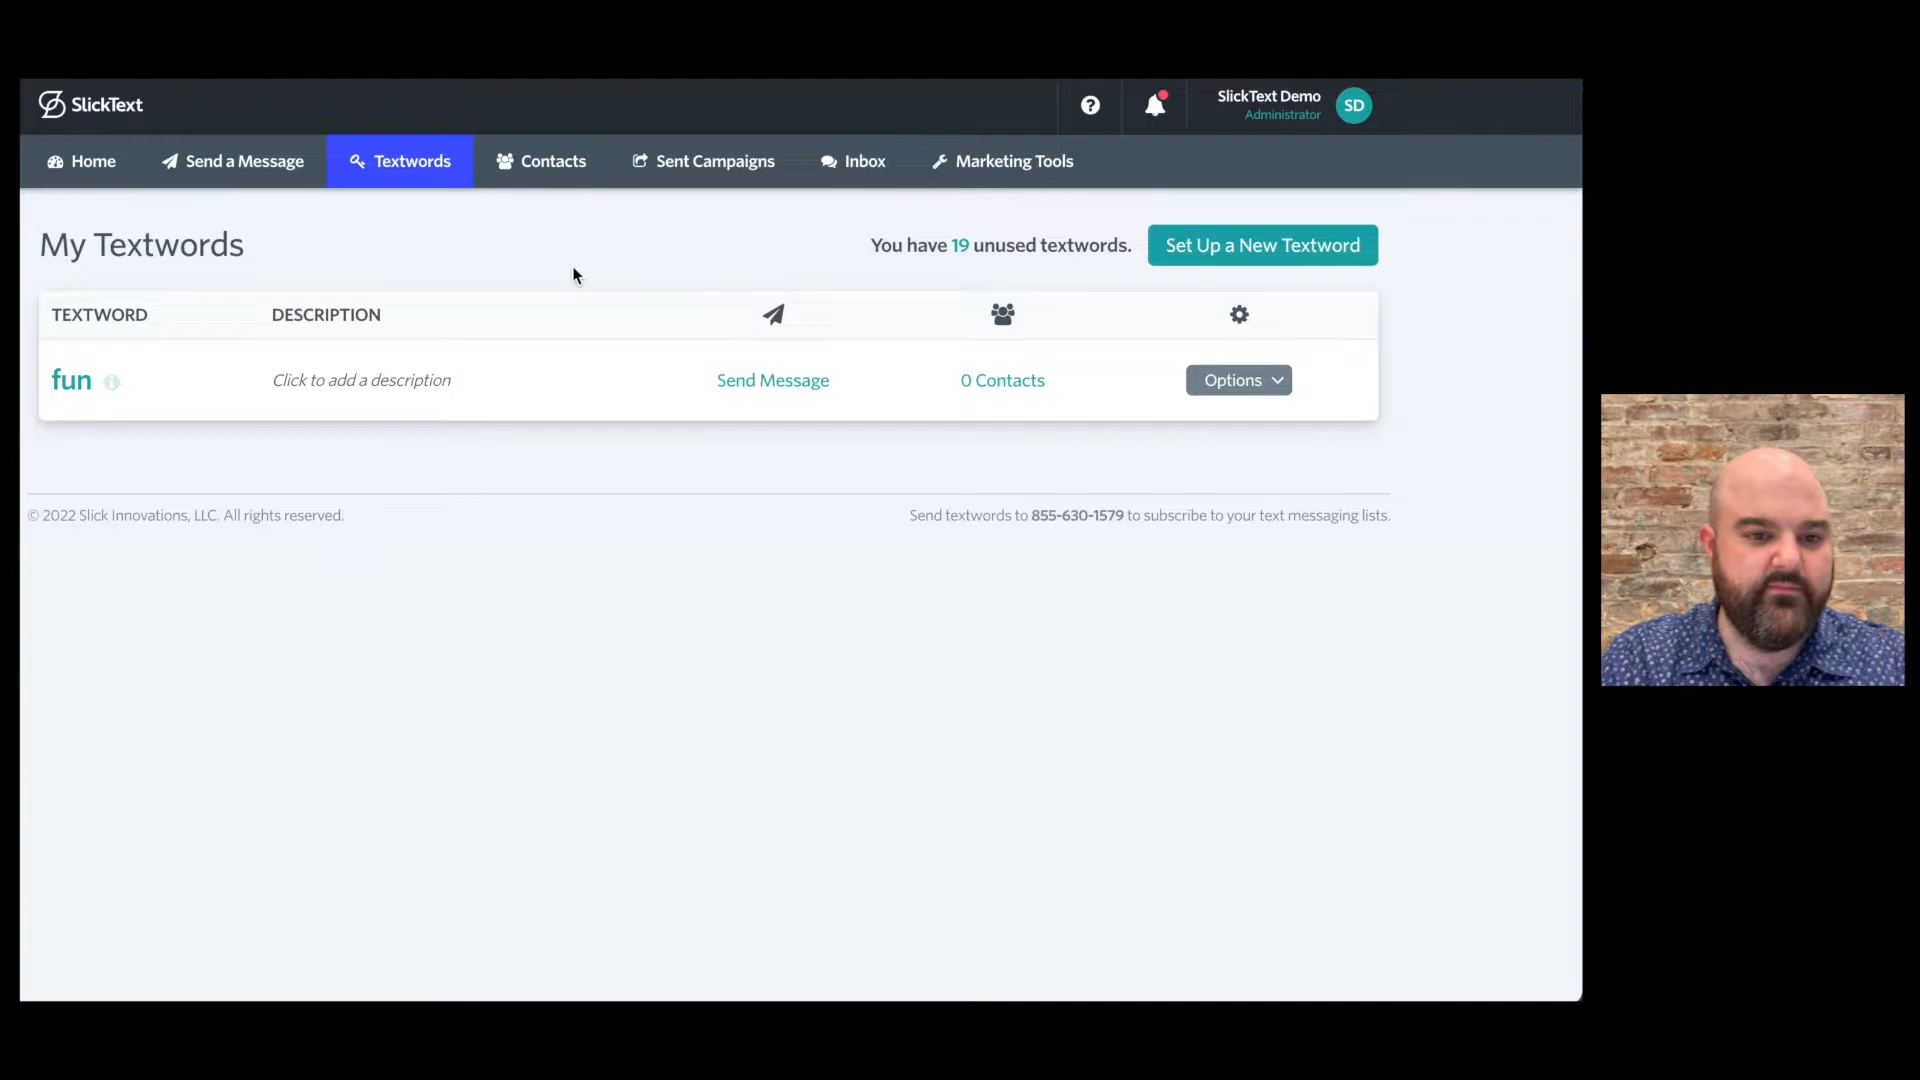 SlickText
SlickText Demo
Administrator
SD
Home
Send a Message
Textwords
Contacts
Sent Campaigns
Inbox
Marketing Tools
My Textwords
You have 19 unused textwords.
Set Up a New Textword
TEXTWORD
DESCRIPTION
fun
Click to add a description
Send Message
0 Contacts
Options
© 2022 Slick Innovations, LLC. All rights reserved.
Send textwords to 855-630-1579 to subscribe to your text messaging lists.